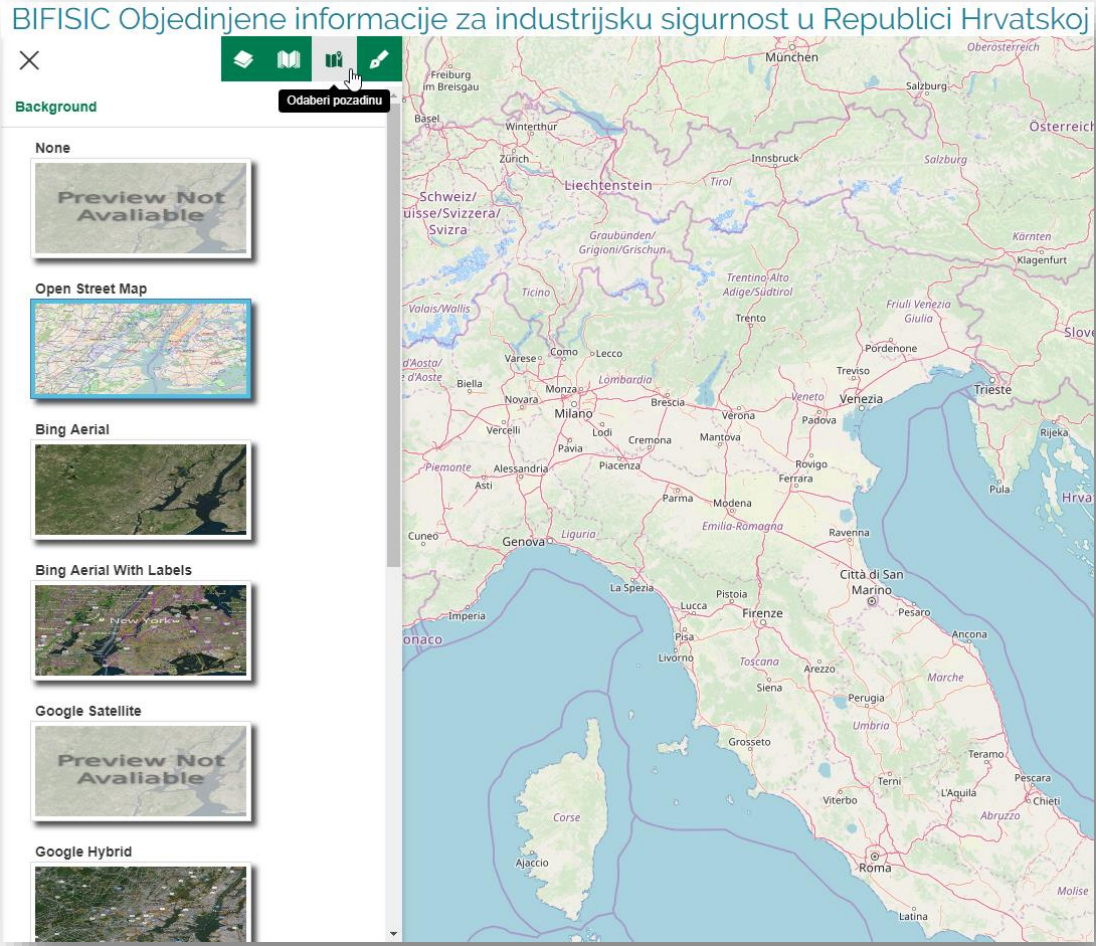 BIFISIC Objedinjene informacije za industrijsku sigurnost u Republici Hrvatskoj
Odaberi pozadinu
Background
None
Preview Not
Avaliable
Open Street Map
Bing Aerial
Bing Aerial With Labels
New York
Google Satellite
Preview Not
Avaliable
Google Hybrid
München
Oberösterreich
Freiburg
im Breisgau
Salzburg
Basel
Winterthur
Österreich
Zürich
Innsbruck
Salzburg
Liechtenstein
Tirol
Schweiz/
uisse/Svizzera/
Svizra
Graubünden/
Grigioni/Grischun
Kärnten
Klagenfurt
Ticino
Trentino-Alto
Adige/Südtirol
Valais/Wallis
Friuli Venezia
Giulia
Trento
Slove
Pordenone
d'Aosta/
e d'Aoste
Varese
Como
Lecco
Treviso
Biella
Monza
Lombardia
Trieste
Novara
Brescia
Veneto
Venezia
Milano
Verona
Padova
Vercelli
Lodi
Cremona
Mantova
Rijeka
Pavia
Piemonte
Alessandria
Piacenza
Rovigo
Asti
Ferrara
Pula
Parma
Modena
Hrva
Emilia-Romagna
Cuneo
Genova
Liguria
Ravenna
La Spezia
Città di San
Marino
Pistoia
Imperia
Lucca
Firenze
Pesaro
onaco
Pisa
Ancona
Livorno
Toscana
Arezzo
Siena
Marche
Perugia
Umbria
Grosseto
Teramo
Terni
Pescara
Viterbo
L'Aquila
Chieti
Corse
Abruzzo
Ajaccio
Roma
Molise
Latina